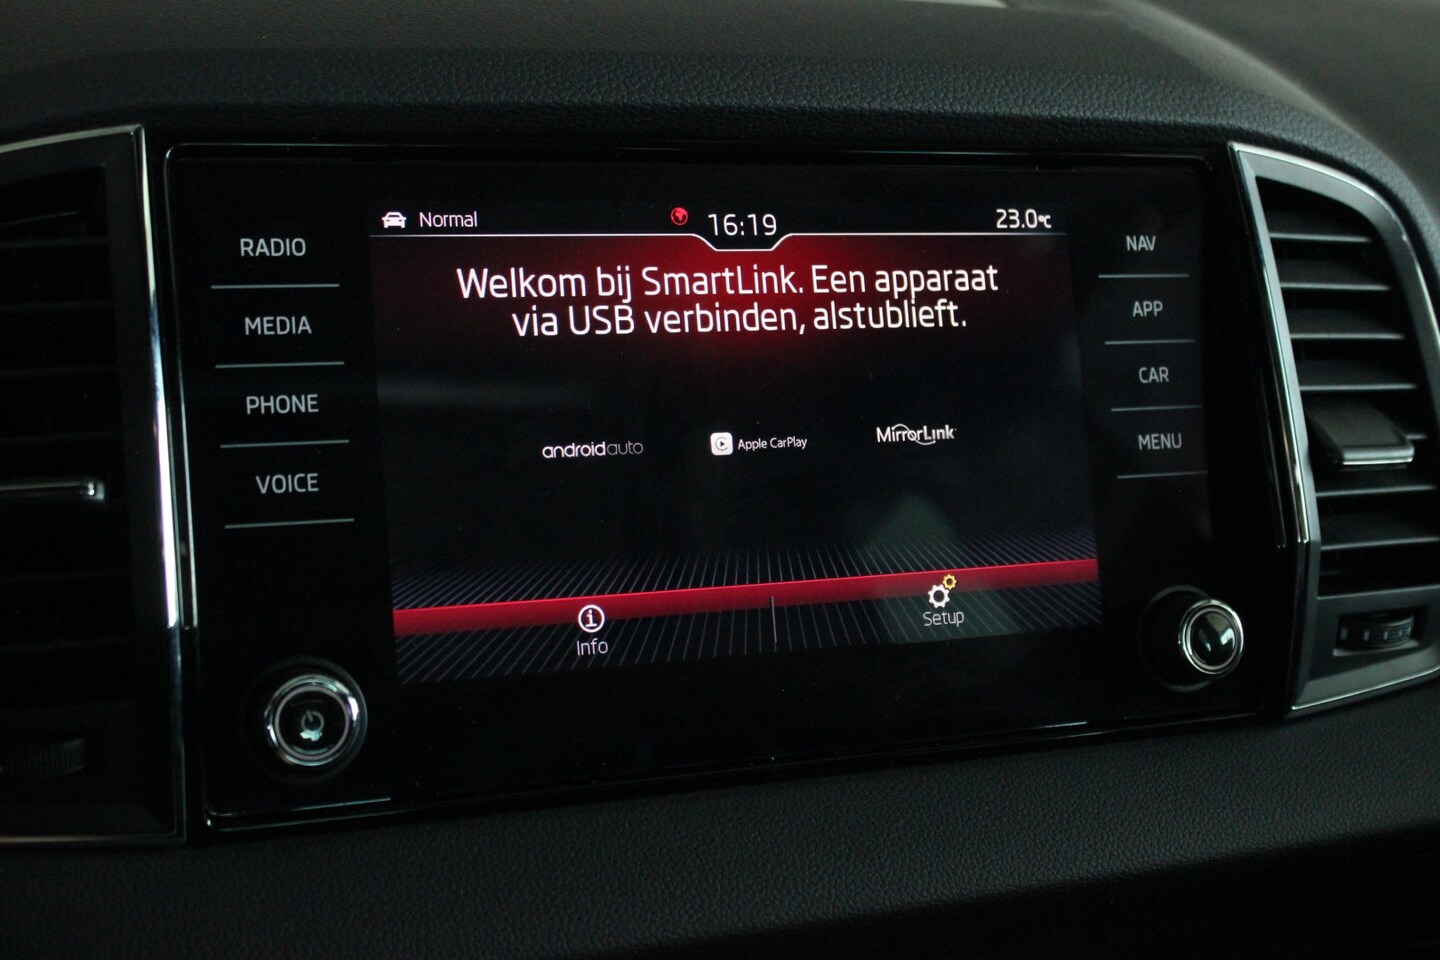 Normal 16:19 23.0°C
RADIO
MEDIA
PHONE
VOICE
Welkom bij SmartLink. Een apparaat
via USB verbinden, alstublieft.
androidauto Apple CarPlay MirrorLink
Info Setup
NAV
APP
CAR
MENU